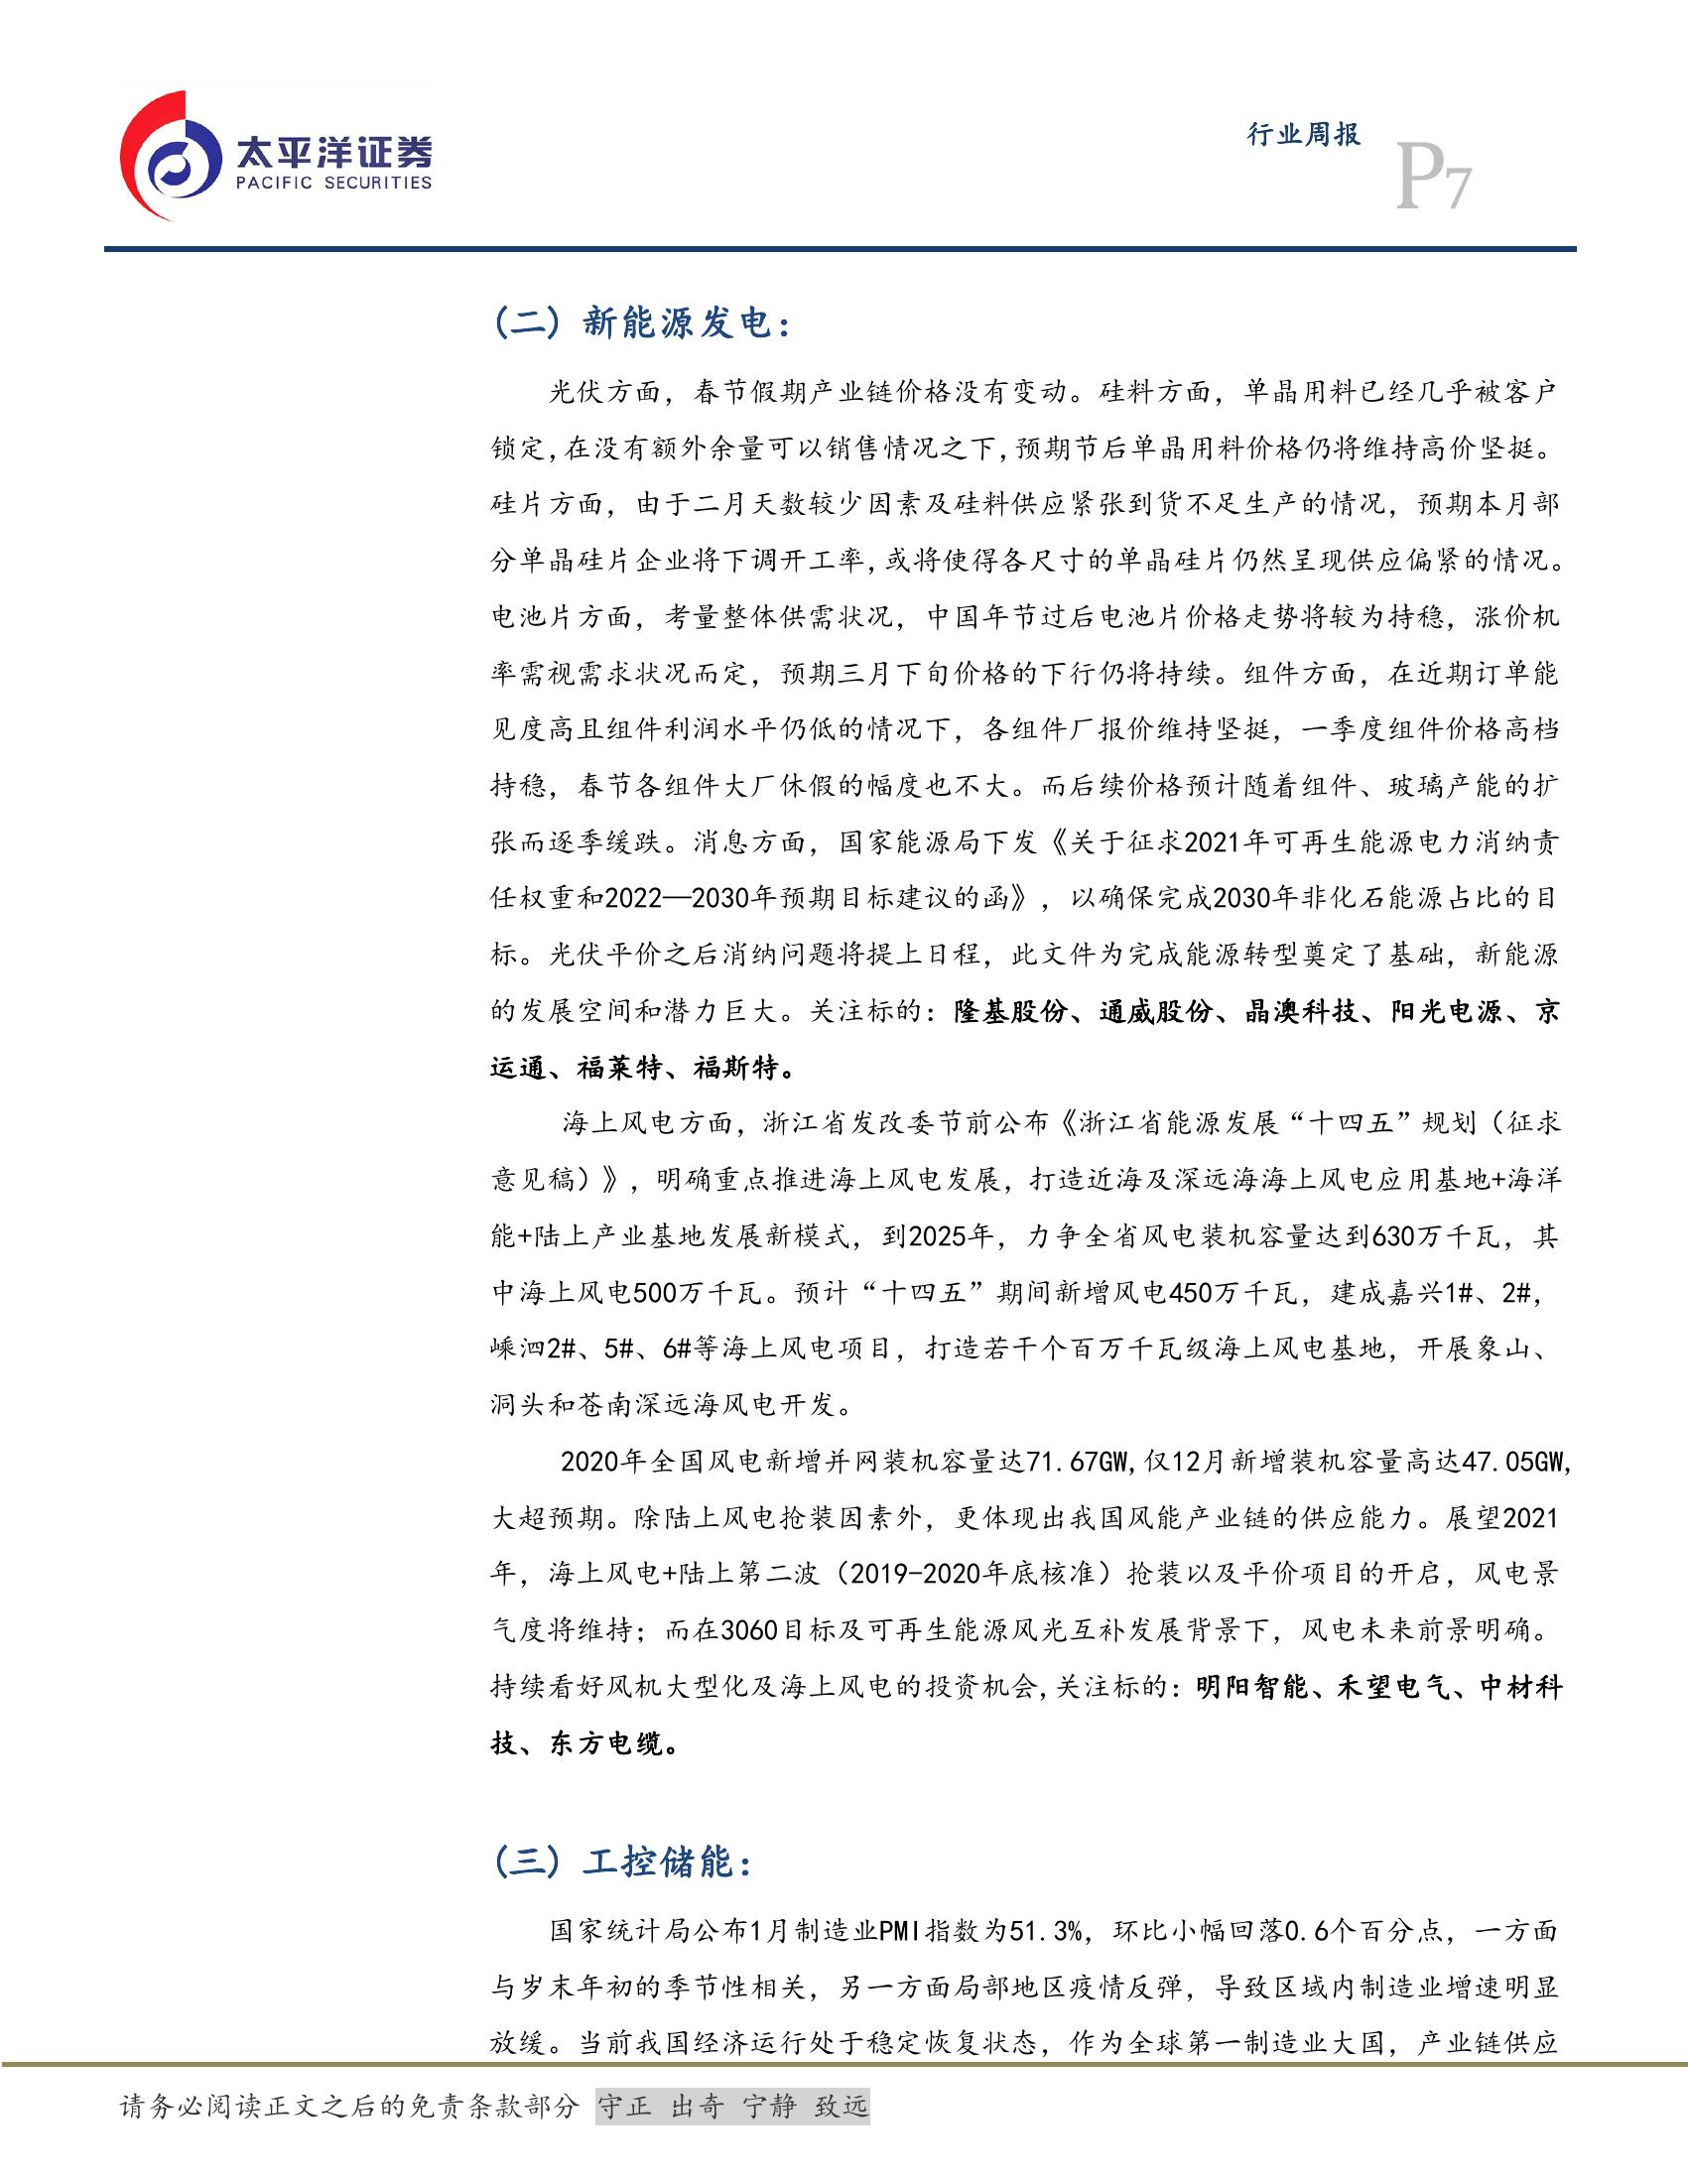 太平洋证券
PACIFIC SECURITIES
行业周报
P7
(二) 新能源发电：
光伏方面，春节假期产业链价格没有变动。硅料方面，单晶用料已经几乎被客户
锁定,在没有额外余量可以销售情况之下,预期节后单晶用料价格仍将维持高价坚挺。
硅片方面，由于二月天数较少因素及硅料供应紧张到货不足生产的情况，预期本月部
分单晶硅片企业将下调开工率,或将使得各尺寸的单晶硅片仍然呈现供应偏紧的情况。
电池片方面，考量整体供需状况，中国年节过后电池片价格走势将较为持稳，涨价机
率需视需求状况而定，预期三月下旬价格的下行仍将持续。组件方面，在近期订单能
见度高且组件利润水平仍低的情况下，各组件厂报价维持坚挺，一季度组件价格高档
持稳，春节各组件大厂休假的幅度也不大。而后续价格预计随着组件、玻璃产能的扩
张而逐季缓跌。消息方面，国家能源局下发《关于征求2021年可再生能源电力消纳责
任权重和2022—2030年预期目标建议的函》，以确保完成2030年非化石能源占比的目
标。光伏平价之后消纳问题将提上日程，此文件为完成能源转型奠定了基础，新能源
的发展空间和潜力巨大。关注标的：隆基股份、通威股份、晶澳科技、阳光电源、京
运通、福莱特、福斯特。
海上风电方面，浙江省发改委节前公布《浙江省能源发展“十四五”规划（征求
意见稿）》，明确重点推进海上风电发展，打造近海及深远海海上风电应用基地+海洋
能+陆上产业基地发展新模式，到2025年，力争全省风电装机容量达到630万千瓦，其
中海上风电500万千瓦。预计“十四五”期间新增风电450万千瓦，建成嘉兴1#、2#，
嵊泗2#、5#、6#等海上风电项目，打造若干个百万千瓦级海上风电基地，开展象山、
洞头和苍南深远海风电开发。
2020年全国风电新增并网装机容量达71.67GW,仅12月新增装机容量高达47.05GW,
大超预期。除陆上风电抢装因素外，更体现出我国风能产业链的供应能力。展望2021
年，海上风电+陆上第二波（2019-2020年底核准）抢装以及平价项目的开启，风电景
气度将维持；而在3060目标及可再生能源风光互补发展背景下，风电未来前景明确。
持续看好风机大型化及海上风电的投资机会,关注标的：明阳智能、禾望电气、中材科
技、东方电缆。
(三) 工控储能：
国家统计局公布1月制造业PMI指数为51.3%，环比小幅回落0.6个百分点，一方面
与岁末年初的季节性相关，另一方面局部地区疫情反弹，导致区域内制造业增速明显
放缓。当前我国经济运行处于稳定恢复状态，作为全球第一制造业大国，产业链供应
请务必阅读正文之后的免责条款部分 守正 出奇 宁静 致远